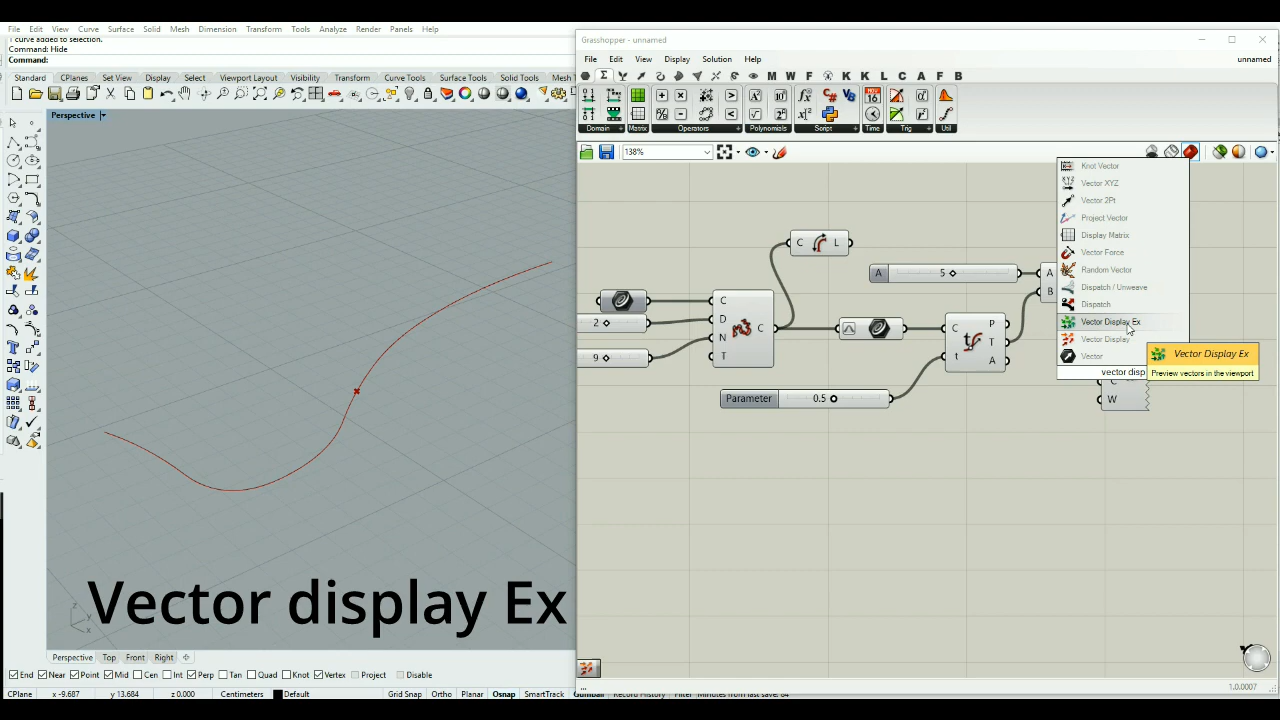 File Edit View Curve Surface Solid Mesh Dimension Transform Tools Analyze Render Panels Help
1 curve added to selection.
Command: Hide
Command:
Standard CPlanes Set View Display Select Viewport Layout Visibility Transform Curve Tools Surface Tools Solid Tools Mesh
Perspective
Grasshopper - unnamed
File Edit View Display Solution Help unnamed
Σ M W F K K L C A F B
Domain Matrix Operators Polynomials Script Time Trig Util
138%
Knot Vector
Vector XYZ
Vector 2Pt
Project Vector
Display Matrix
Vector Force
Random Vector
Dispatch / Unweave
Dispatch
Vector Display Ex
Vector Display
Vector
vector disp
Vector Display Ex
Preview vectors in the viewport
C L
A 5
A
B
C
D
N
T
C
2
9
C
t
P
T
A
Parameter 0.5
C
W
Vector display Ex
z y x
Perspective Top Front Right
End Near Point Mid Cen Int Perp Tan Quad Knot Vertex Project Disable
CPlane x -9.687 y 13.684 z 0.000 Centimeters Default Grid Snap Ortho Planar Osnap SmartTrack Gumball Record History Filter Minutes from last save: 64
...
1.0.0007